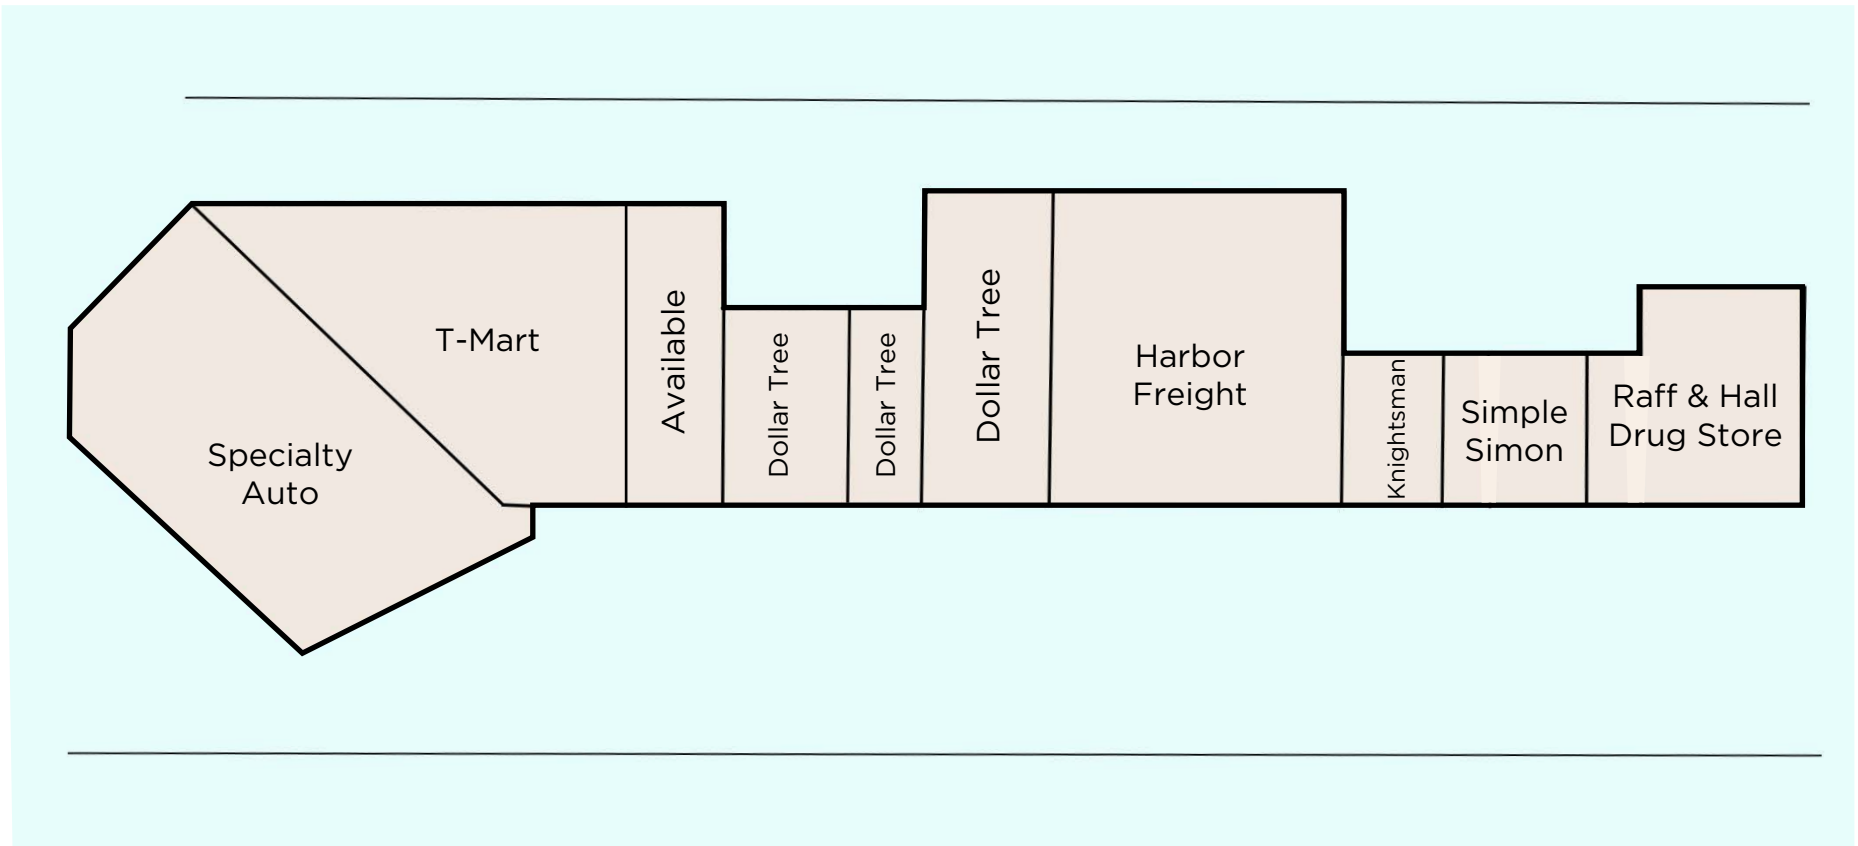 Specialty
Auto
T-Mart
Available
Dollar Tree
Dollar Tree
Dollar Tree
Harbor
Freight
Knightsman
Simple
Simon
Raff & Hall
Drug Store